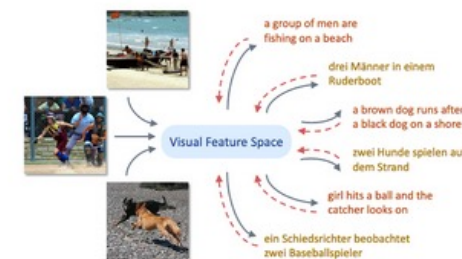 a group of men are
fishing on a beach
drei Männer in einem
Ruderboot
a brown dog runs after
a black dog on a shore
Visual Feature Space
zwei Hunde spielen au
dem Strand
girl hits a ball and the
catcher looks on
ein Schiedsrichter beobachtet
zwei Baseballspieler